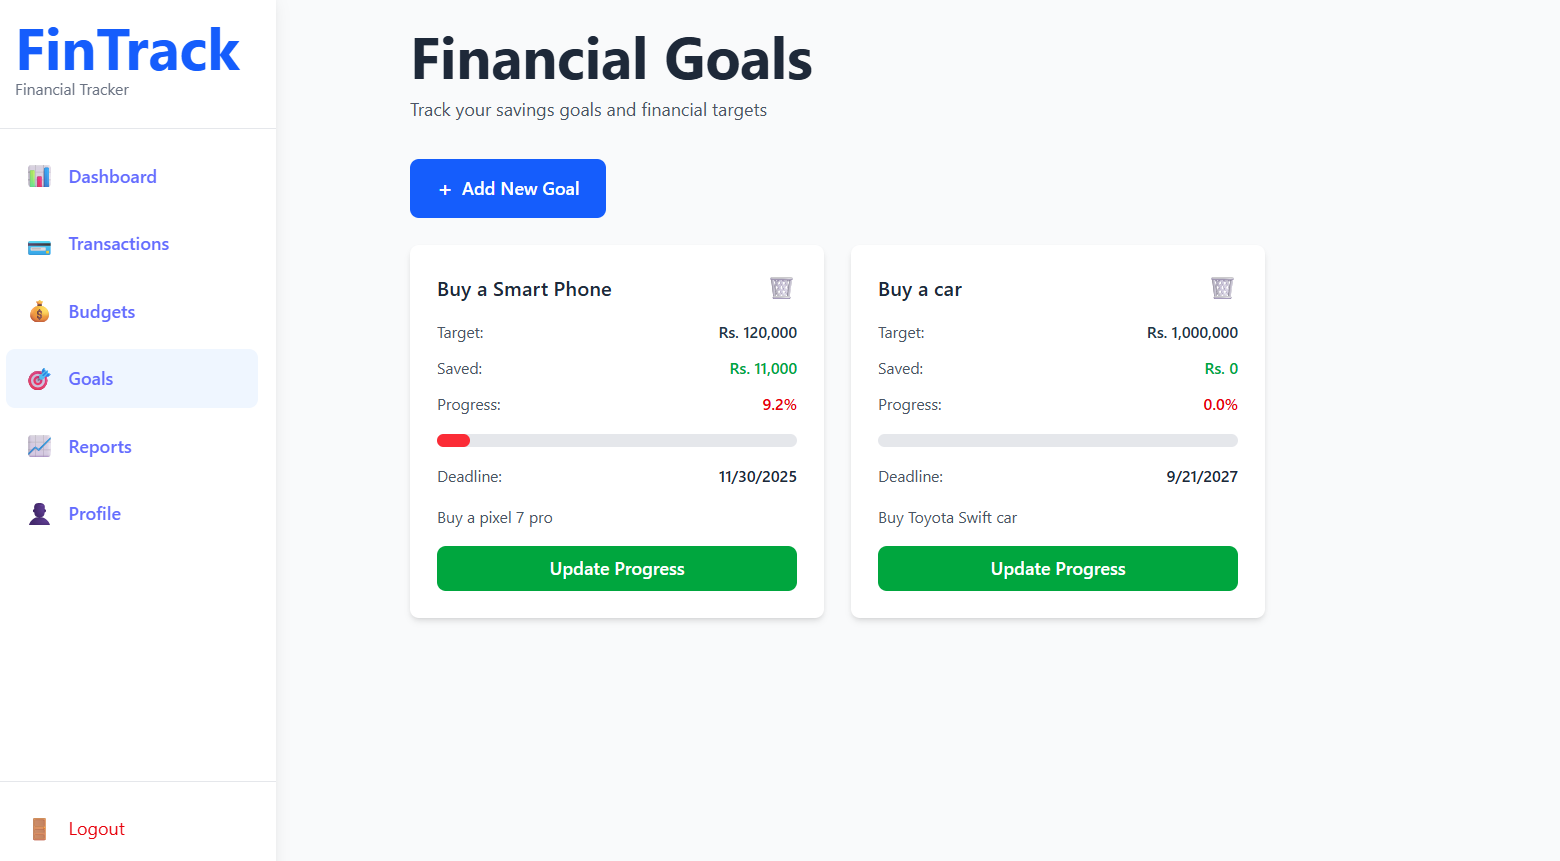 FinTrack
Financial Tracker
Dashboard
Transactions
Budgets
Goals
Reports
Profile
Logout
Financial Goals
Track your savings goals and financial targets
+ Add New Goal
Buy a Smart Phone
Target: Rs. 120,000
Saved: Rs. 11,000
Progress: 9.2%
Deadline: 11/30/2025
Buy a pixel 7 pro
Update Progress
Buy a car
Target: Rs. 1,000,000
Saved: Rs. 0
Progress: 0.0%
Deadline: 9/21/2027
Buy Toyota Swift car
Update Progress